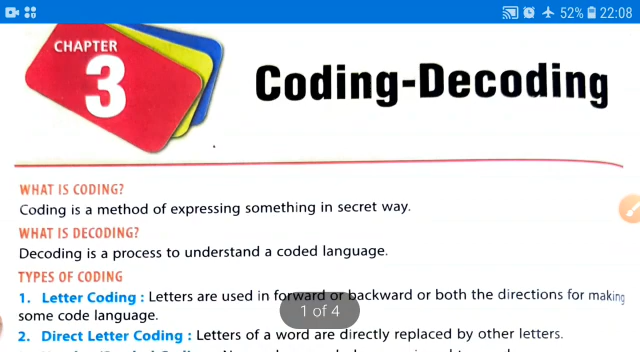 52% 22:08
CHAPTER
3
Coding-Decoding
WHAT IS CODING?
Coding is a method of expressing something in secret way.
WHAT IS DECODING?
Decoding is a process to understand a coded language.
TYPES OF CODING
1. Letter Coding : Letters are used in forward or backward or both the directions for making
some code language.
1 of 4
2. Direct Letter Coding : Letters of a word are directly replaced by other letters.